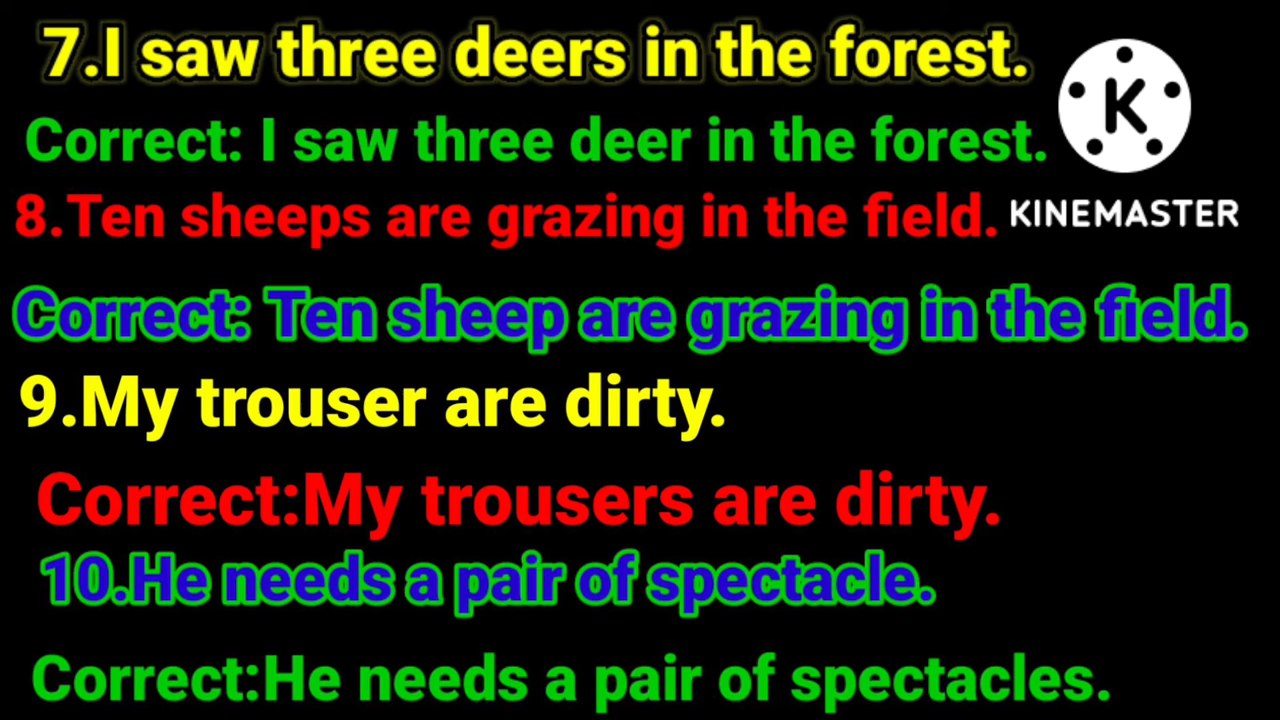 7.I saw three deers in the forest.
Correct: I saw three deer in the forest.
K
KINEMASTER
8.Ten sheeps are grazing in the field.
Correct: Ten sheep are grazing in the field.
9.My trouser are dirty.
Correct:My trousers are dirty.
10.He needs a pair of spectacle.
Correct:He needs a pair of spectacles.